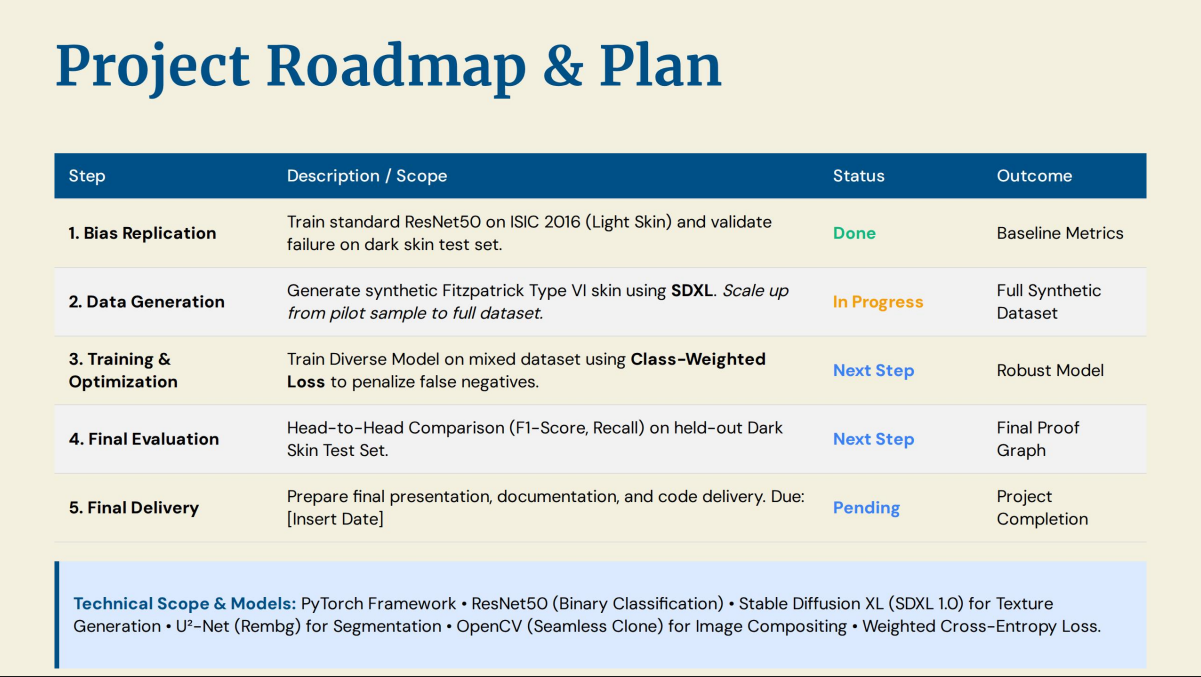 Project Roadmap & Plan
Step Description / Scope Status Outcome
1. Bias Replication
Train standard ResNet50 on ISIC 2016 (Light Skin) and validate
failure on dark skin test set.
Done
Baseline Metrics
2. Data Generation
Generate synthetic Fitzpatrick Type VI skin using SDXL. Scale up
from pilot sample to full dataset.
In Progress
Full Synthetic
Dataset
3. Training &
Optimization
Train Diverse Model on mixed dataset using Class-Weighted
Loss to penalize false negatives.
Next Step
Robust Model
4. Final Evaluation
Head-to-Head Comparison (F1-Score, Recall) on held-out Dark
Skin Test Set.
Next Step
Final Proof
Graph
5. Final Delivery
Prepare final presentation, documentation, and code delivery. Due:
[Insert Date]
Pending
Project
Completion
Technical Scope & Models: PyTorch Framework • ResNet50 (Binary Classification) • Stable Diffusion XL (SDXL 1.0) for Texture
Generation • U²-Net (Rembg) for Segmentation • OpenCV (Seamless Clone) for Image Compositing • Weighted Cross-Entropy Loss.